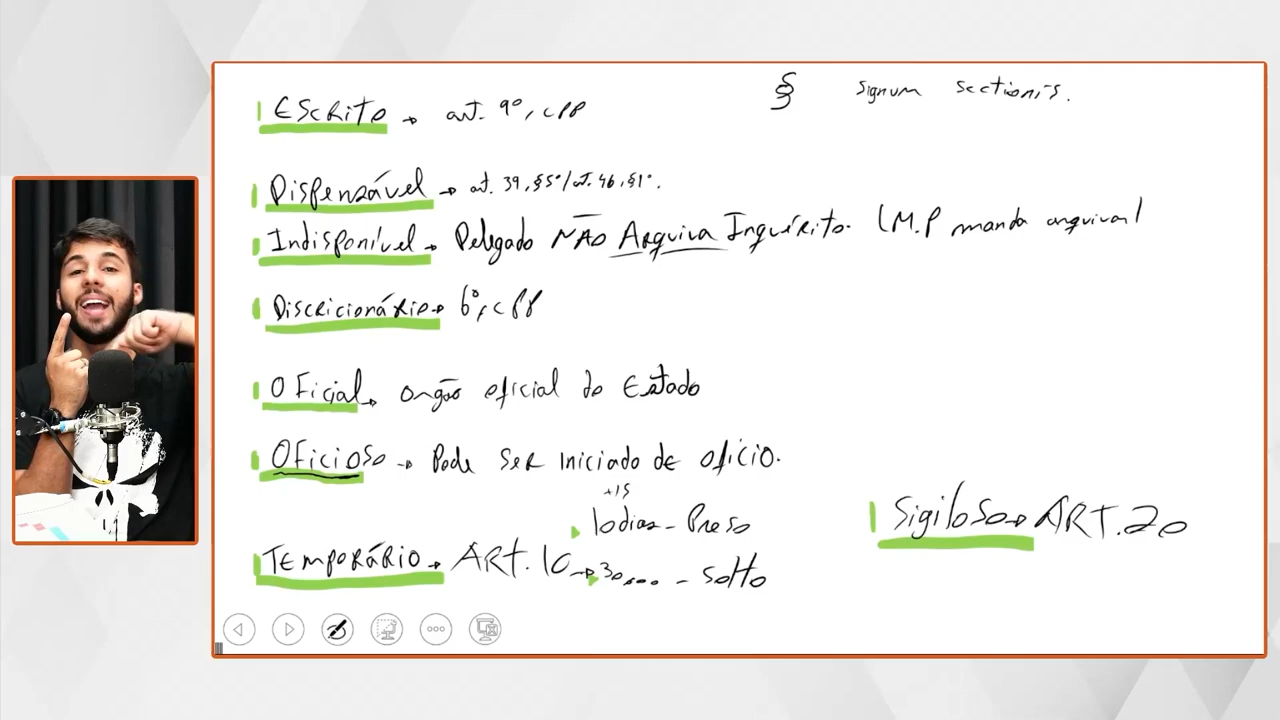 § signum sectionis.
Escrito → art. 9º, CPP
Dispensável → art. 39, §5º/art. 46, §1º.
Indisponível → Delegado NÃO Arquiva Inquérito. (M.P manda arquivar)
Discricionário → 6º, CPP
Oficial → orgão oficial do Estado
Oficioso → Pode ser iniciado de ofício.
+15
10 dias - Preso
Temporário → ART. 10 → 30 - solto
Sigiloso → ART. 20